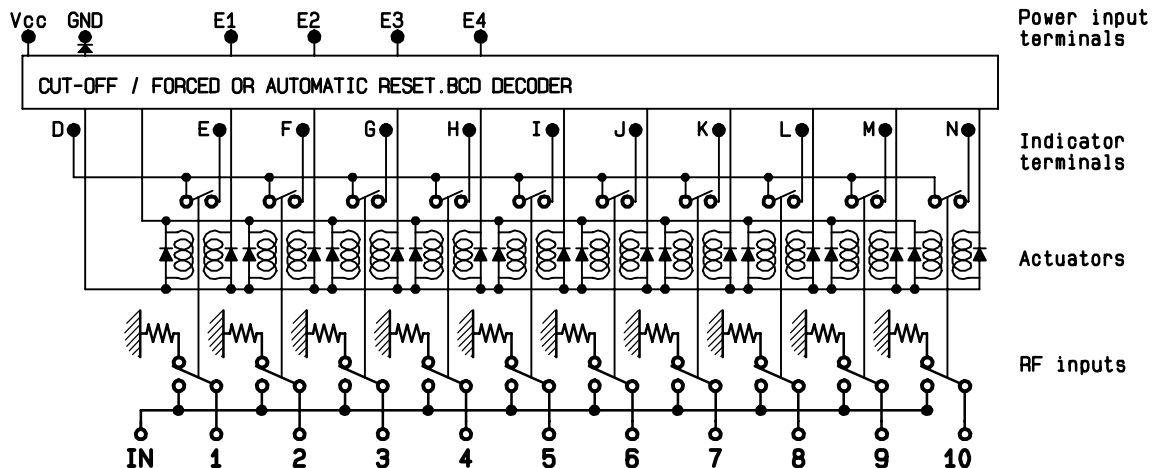 Vcc GND E1 E2 E3 E4 Power input
terminals
CUT-OFF / FORCED OR AUTOMATIC RESET.BCD DECODER
D E F G H I J K L M N Indicator
terminals
Actuators
RF inputs
IN 1 2 3 4 5 6 7 8 9 10